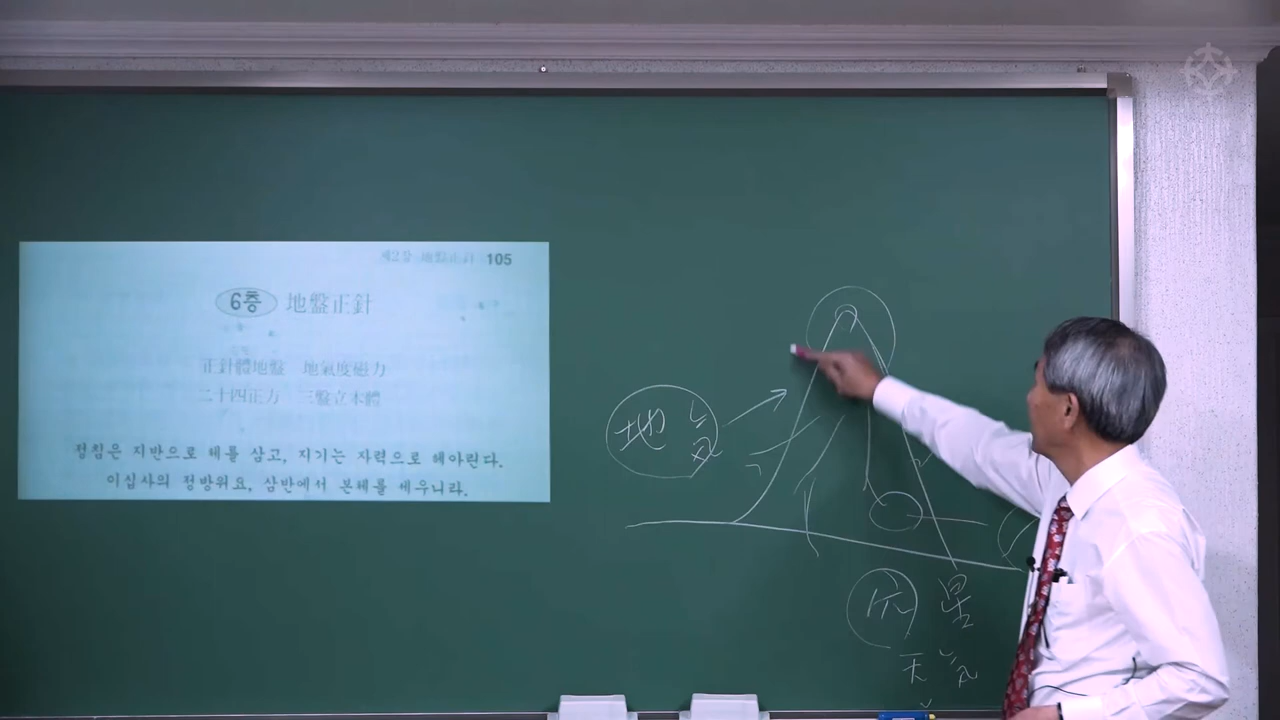 제2장 地盤正針 105
6층 地盤正針
正針體地盤 地氣度磁力
二十四正方 三盤立本體
정침은 지반으로 체를 삼고, 지기는 자력으로 헤아린다.
이십사의 정방위요, 삼반에서 본체를 세우니라.
地 气
星
天 气